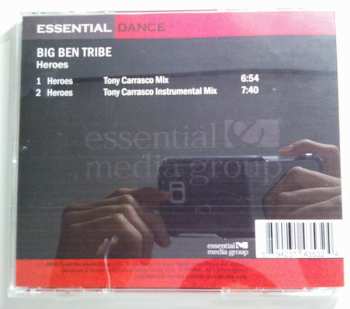 ESSENTIAL DANCE
BIG BEN TRIBE
Heroes
1 Heroes Tony Carrasco Mix 6:54
2 Heroes Tony Carrasco Instrumental Mix 7:40
essential
media group
essential
media group